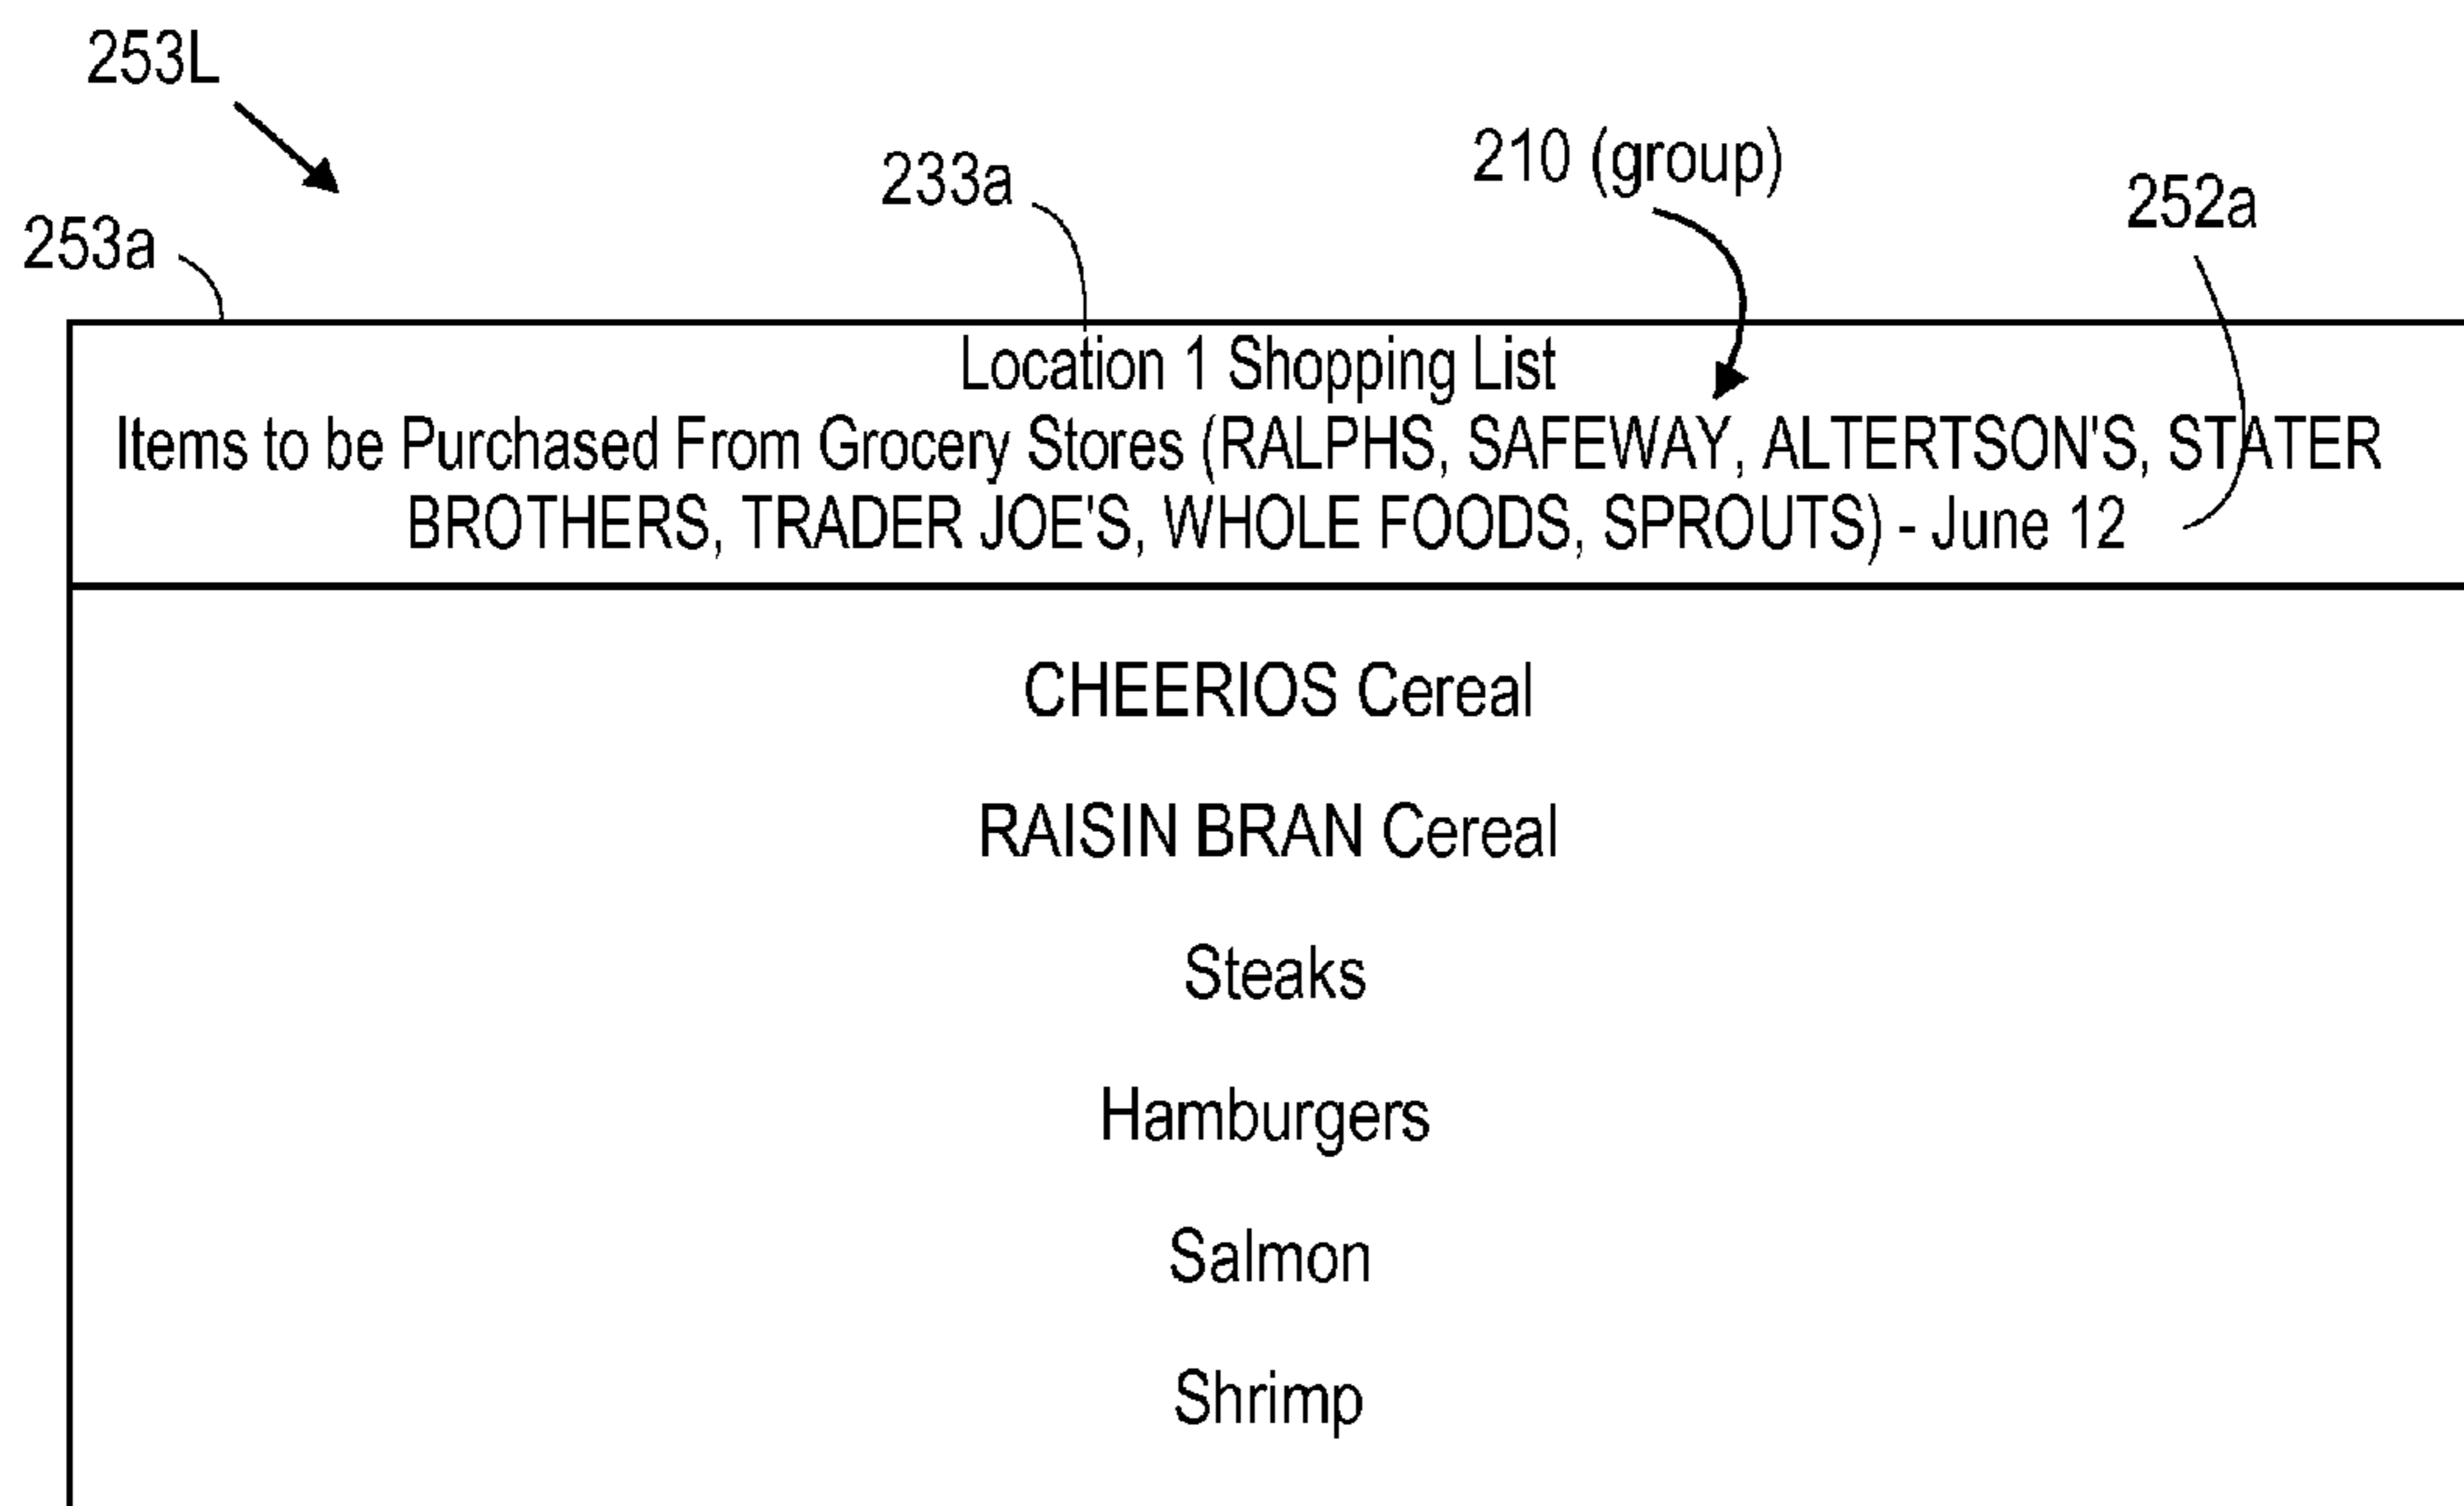 253L
233a
210 (group)
252a
253a
Location 1 Shopping List
Items to be Purchased From Grocery Stores (RALPHS, SAFEWAY, ALTERTSON'S, STATER
BROTHERS, TRADER JOE'S, WHOLE FOODS, SPROUTS) - June 12
CHEERIOS Cereal
RAISIN BRAN Cereal
Steaks
Hamburgers
Salmon
Shrimp